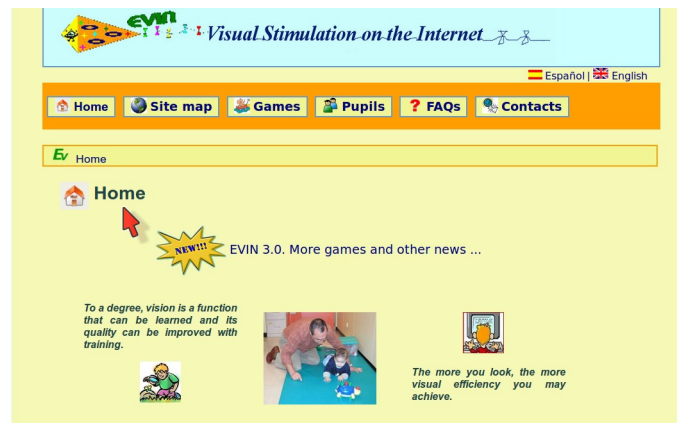 EVIN
Visual Stimulation on the Internet
Español | English
Home Site map Games Pupils ? FAQs Contacts
Ev Home
Home
NEW!!! EVIN 3.0. More games and other news ...
To a degree, vision is a function
that can be learned and its
quality can be improved with
training.
The more you look, the more
visual efficiency you may
achieve.